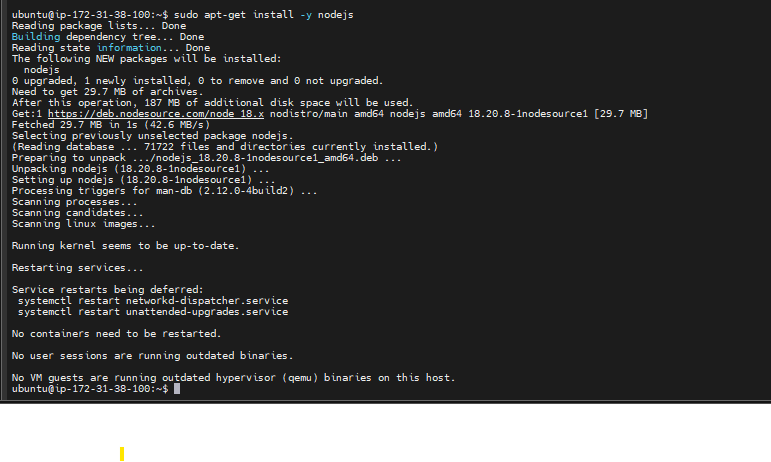 ubuntu@ip-172-31-38-100:~$ sudo apt-get install -y nodejs
Reading package lists... Done
Building dependency tree... Done
Reading state information... Done
The following NEW packages will be installed:
  nodejs
0 upgraded, 1 newly installed, 0 to remove and 0 not upgraded.
Need to get 29.7 MB of archives.
After this operation, 187 MB of additional disk space will be used.
Get:1 https://deb.nodesource.com/node_18.x nodistro/main amd64 nodejs amd64 18.20.8-1nodesource1 [29.7 MB]
Fetched 29.7 MB in 1s (42.6 MB/s)
Selecting previously unselected package nodejs.
(Reading database ... 71722 files and directories currently installed.)
Preparing to unpack .../nodejs_18.20.8-1nodesource1_amd64.deb ...
Unpacking nodejs (18.20.8-1nodesource1) ...
Setting up nodejs (18.20.8-1nodesource1) ...
Processing triggers for man-db (2.12.0-4build2) ...
Scanning processes...
Scanning candidates...
Scanning linux images...

Running kernel seems to be up-to-date.

Restarting services...

Service restarts being deferred:
 systemctl restart networkd-dispatcher.service
 systemctl restart unattended-upgrades.service

No containers need to be restarted.

No user sessions are running outdated binaries.

No VM guests are running outdated hypervisor (qemu) binaries on this host.
ubuntu@ip-172-31-38-100:~$